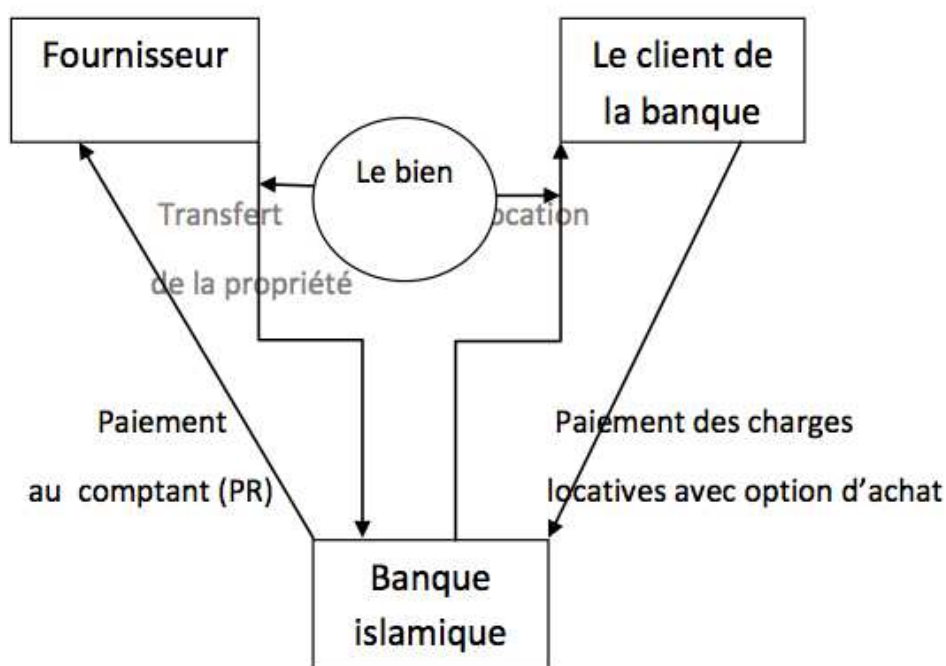 Fournisseur
Le client de
la banque
Le bien
Transfert
ocation
de la propriété
Paiement
au comptant (PR)
Paiement des charges
locatives avec option d’achat
Banque
islamique